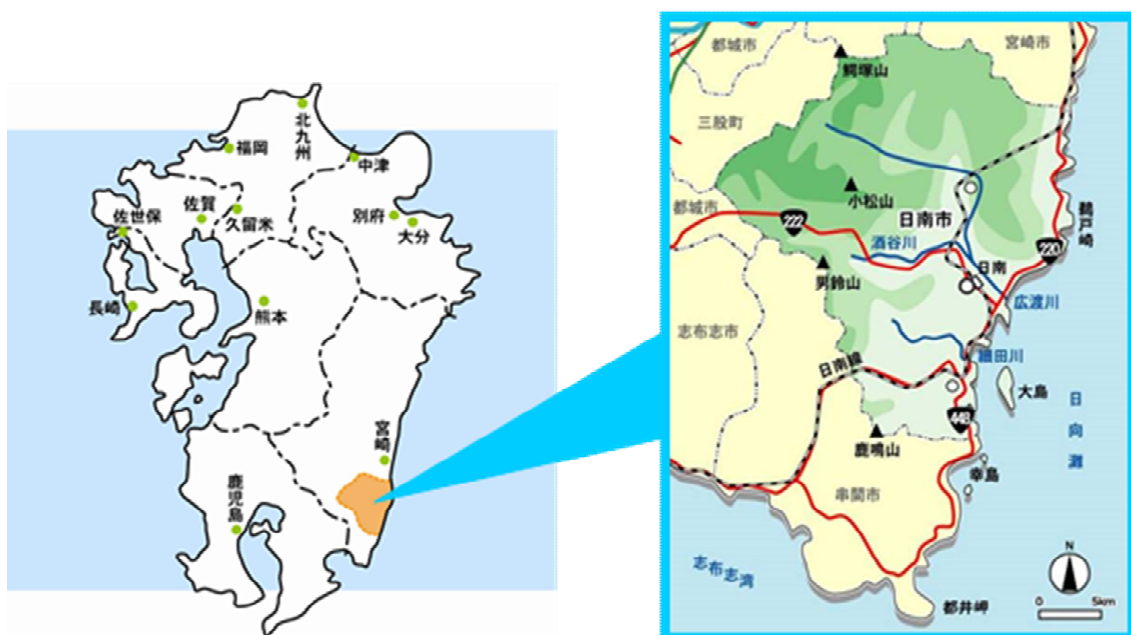 北九州
福岡
中津
佐賀
久留米
佐世保
別府
大分
長崎
熊本
宮崎
鹿児島
都城市
宮崎市
鰐塚山
三股町
小松山
都城市
222
日南市
鵜戸崎
酒谷川
220
日南
男鈴山
広渡川
志布志市
細田川
日南線
大島
日向灘
448
鹿鳴山
幸島
串間市
志布志湾
都井岬
N
0
5km